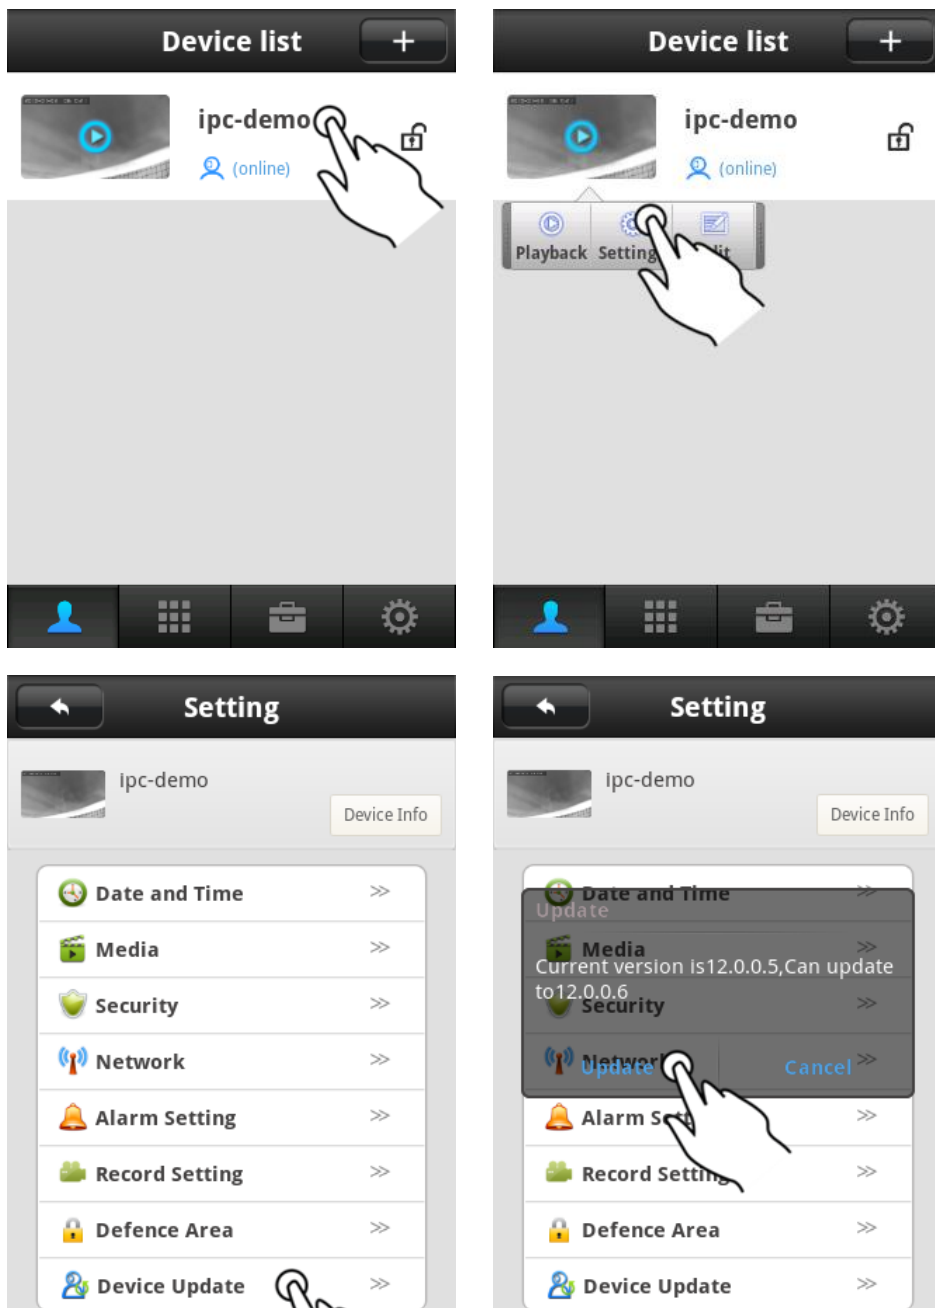 Device list
+
ipc-demo
(online)
Device list
+
ipc-demo
(online)
Playback Setting
Setting
ipc-demo
Device Info
Date and Time >>
Media >>
Security >>
Network >>
Alarm Setting >>
Record Setting >>
Defence Area >>
Device Update >>
Setting
ipc-demo
Device Info
Date and Time >>
Update
Media >>
Current version is12.0.0.5,Can update
to12.0.0.6
Security >>
Network >>
Update Cancel
Alarm Setting >>
Record Setting >>
Defence Area >>
Device Update >>